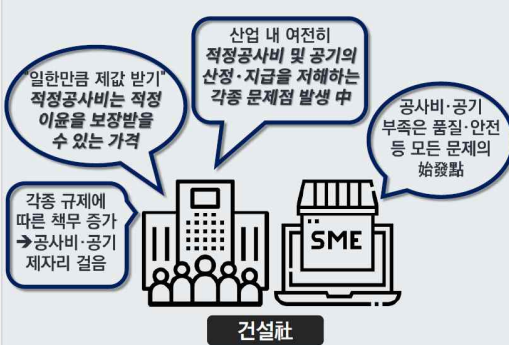 "일한만큼 제값 받기"
적정공사비는 적정
이윤을 보장받을
수 있는 가격
산업 내 여전히
적정공사비 및 공기의
산정·지급을 저해하는
각종 문제점 발생 中
공사비·공기
부족은 품질·안전
등 모든 문제의
始發點
각종 규제에
따른 책무 증가
➔공사비·공기
제자리 걸음
SME
건설社